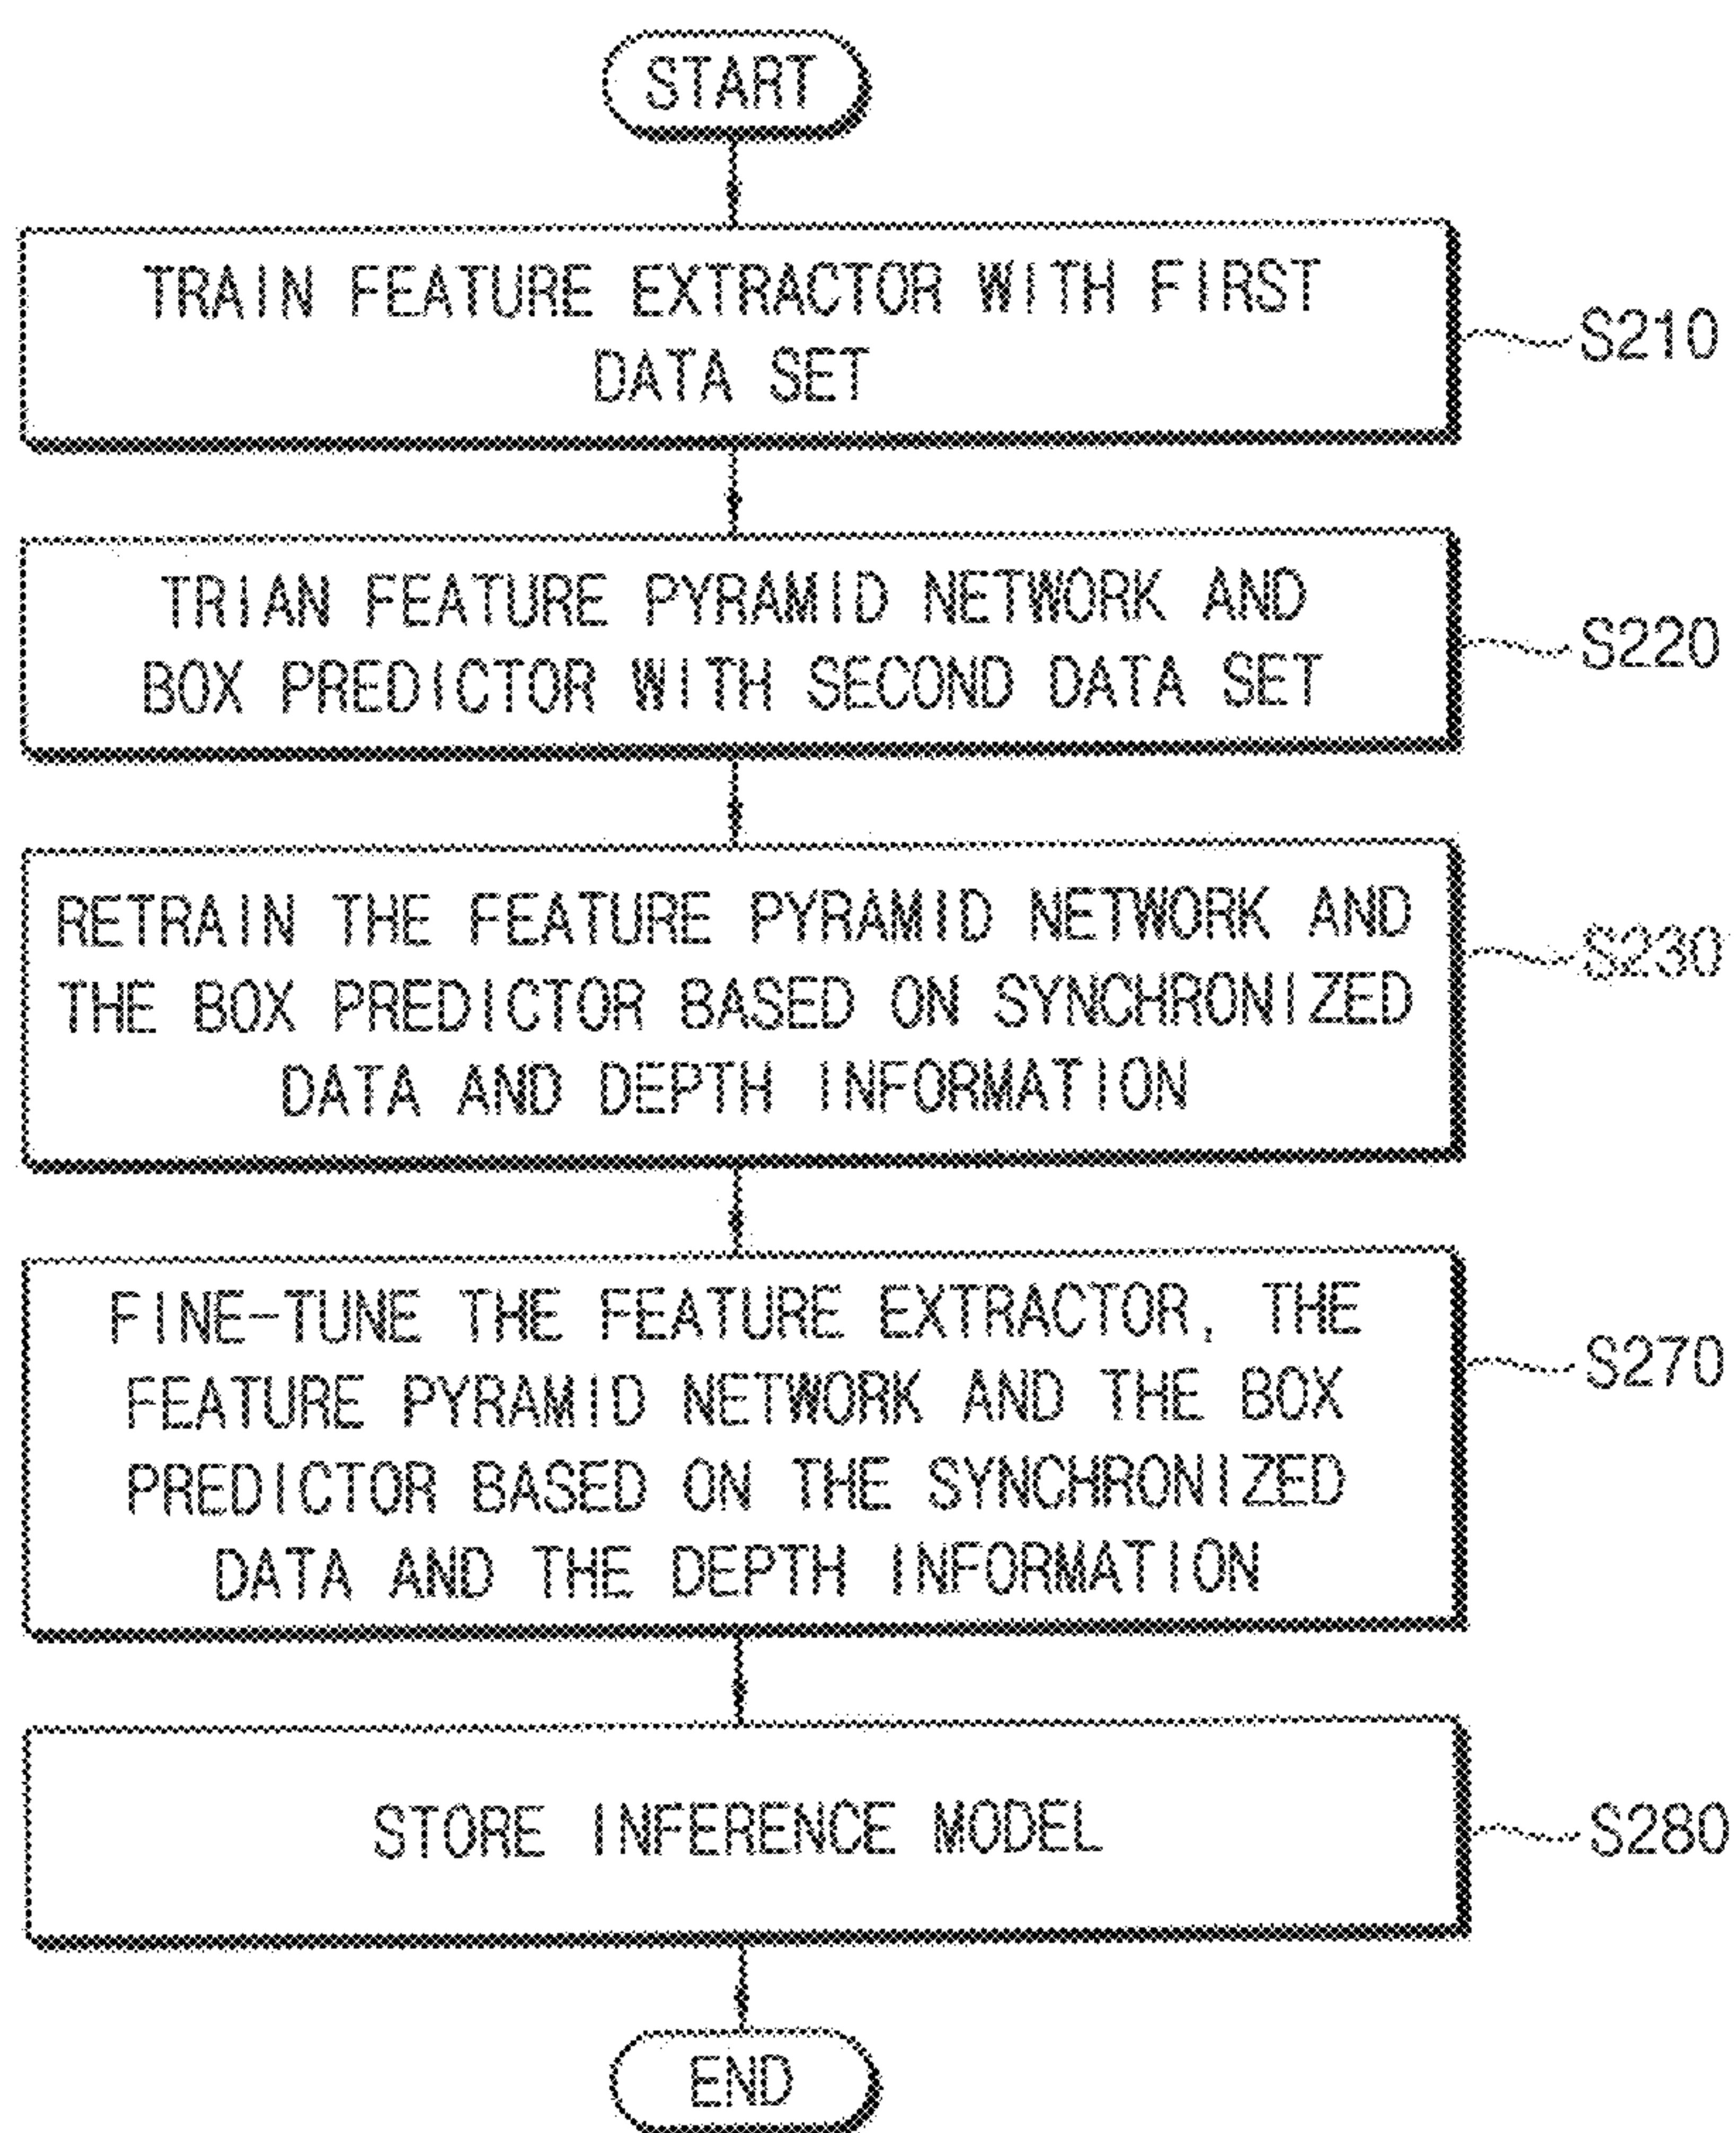 START
TRAIN FEATURE EXTRACTOR WITH FIRST
DATA SET
S210
TRIAN FEATURE PYRAMID NETWORK AND
BOX PREDICTOR WITH SECOND DATA SET
S220
RETRAIN THE FEATURE PYRAMID NETWORK AND
THE BOX PREDICTOR BASED ON SYNCHRONIZED
DATA AND DEPTH INFORMATION
S230
FINE-TUNE THE FEATURE EXTRACTOR, THE
FEATURE PYRAMID NETWORK AND THE BOX
PREDICTOR BASED ON THE SYNCHRONIZED
DATA AND THE DEPTH INFORMATION
S270
STORE INFERENCE MODEL
S280
END